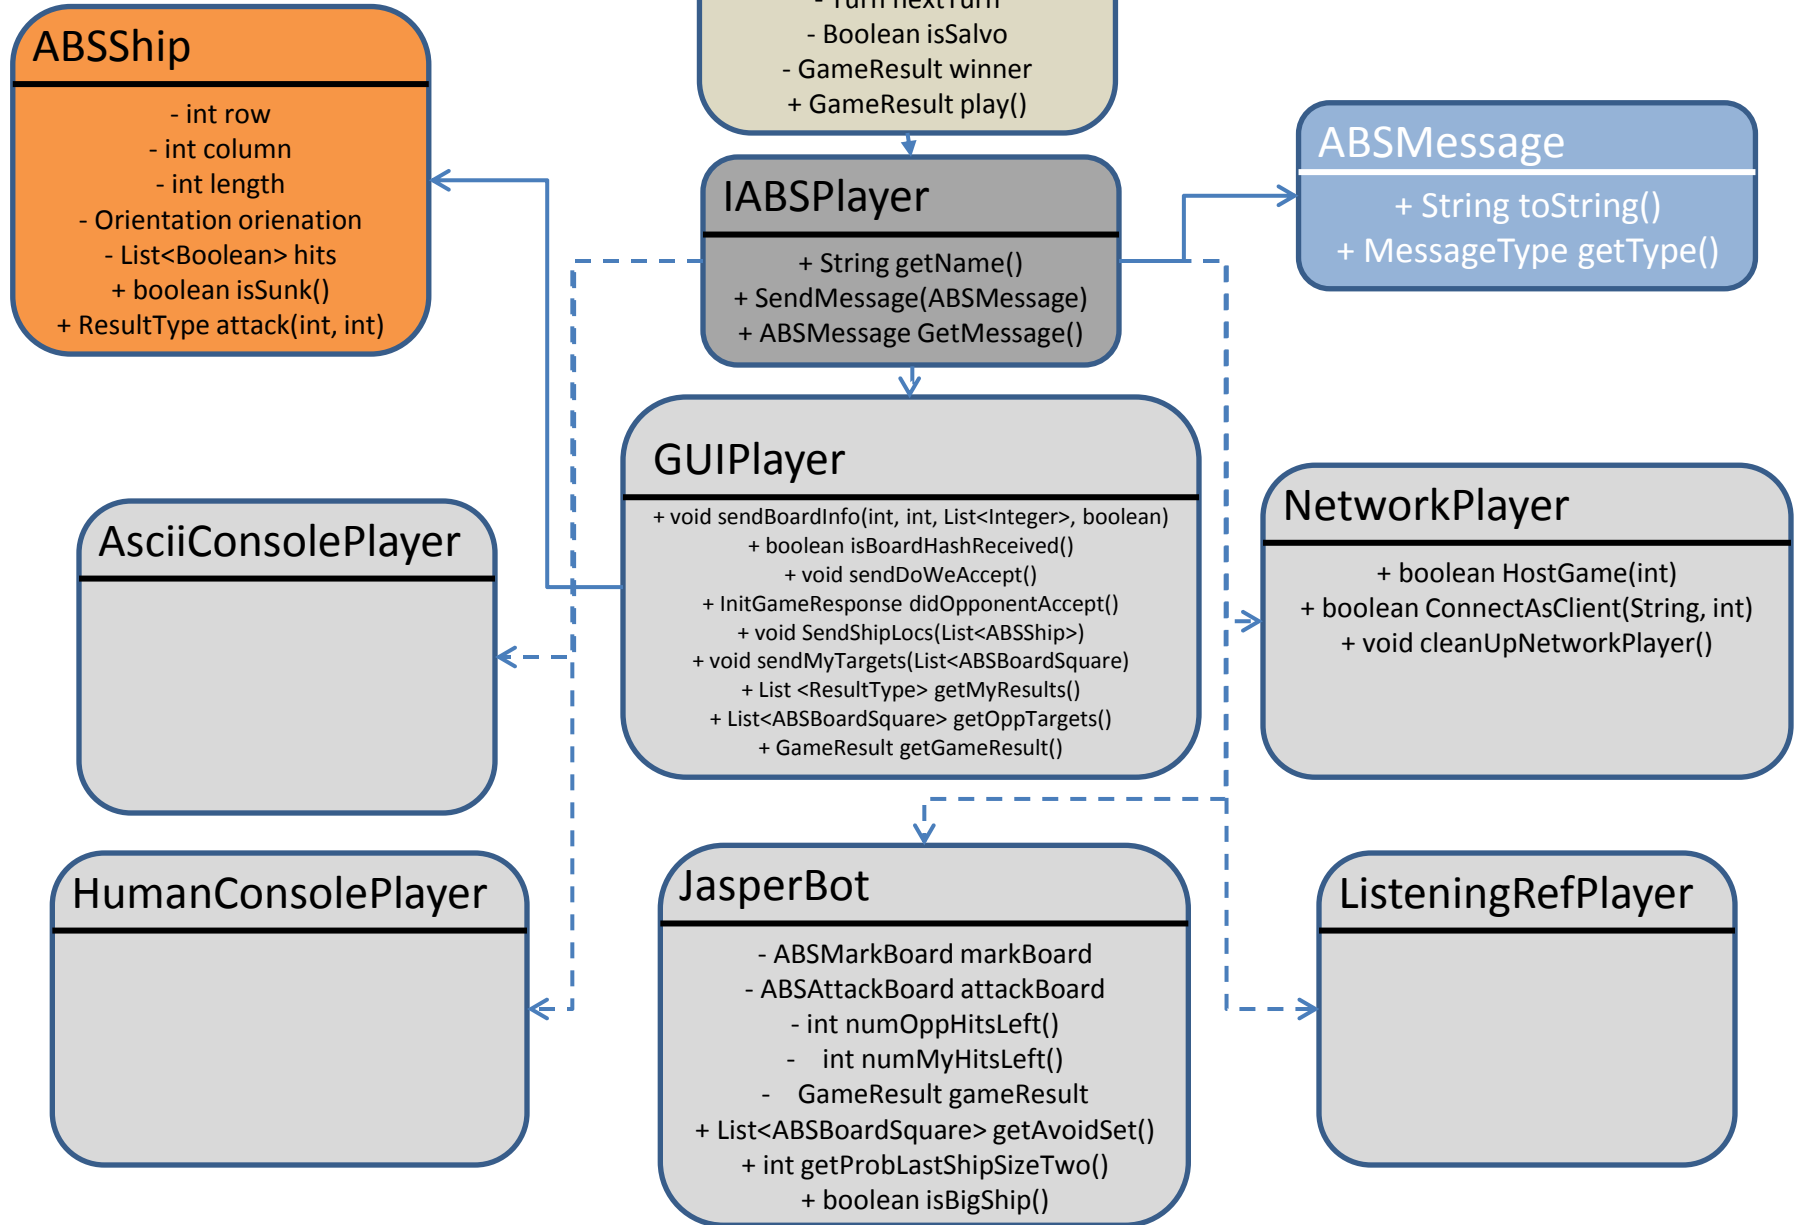 - Turn nextTurn
- Boolean isSalvo
- GameResult winner
+ GameResult play()
ABSShip
- int row
- int column
- int length
- Orientation orienation
- List<Boolean> hits
+ boolean isSunk()
+ ResultType attack(int, int)
IABSPlayer
+ String getName()
+ SendMessage(ABSMessage)
+ ABSMessage GetMessage()
ABSMessage
+ String toString()
+ MessageType getType()
GUIPlayer
+ void sendBoardInfo(int, int, List<Integer>, boolean)
+ boolean isBoardHashReceived()
+ void sendDoWeAccept()
+ InitGameResponse didOpponentAccept()
+ void SendShipLocs(List<ABSShip>)
+ void sendMyTargets(List<ABSBoardSquare)
+ List <ResultType> getMyResults()
+ List<ABSBoardSquare> getOppTargets()
+ GameResult getGameResult()
AsciiConsolePlayer
NetworkPlayer
+ boolean HostGame(int)
+ boolean ConnectAsClient(String, int)
+ void cleanUpNetworkPlayer()
HumanConsolePlayer
JasperBot
- ABSMarkBoard markBoard
- ABSAttackBoard attackBoard
- int numOppHitsLeft()
- int numMyHitsLeft()
- GameResult gameResult
+ List<ABSBoardSquare> getAvoidSet()
+ int getProbLastShipSizeTwo()
+ boolean isBigShip()
ListeningRefPlayer